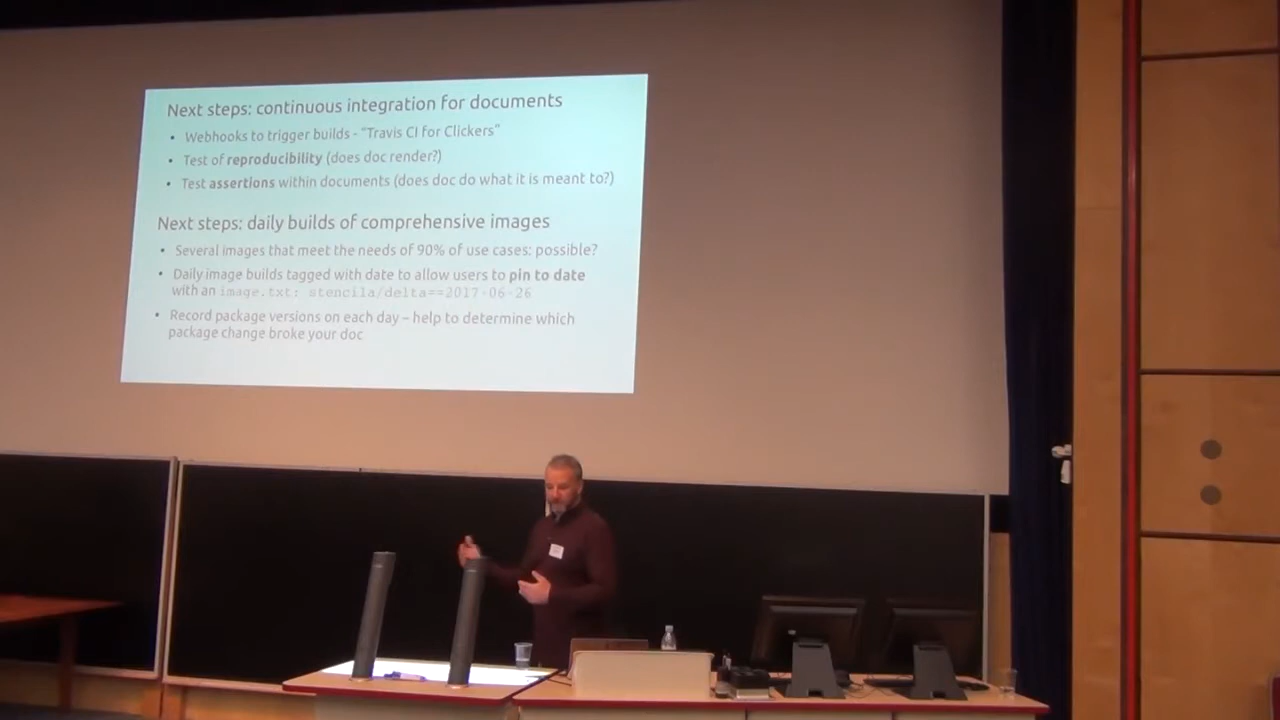 Next steps: continuous integration for documents
• Webhooks to trigger builds - "Travis CI for Clickers"
• Test of reproducibility (does doc render?)
• Test assertions within documents (does doc do what it is meant to?)
Next steps: daily builds of comprehensive images
• Several images that meet the needs of 90% of use cases: possible?
• Daily image builds tagged with date to allow users to pin to date
with an image.txt: stencila/delta==2017-06-26
• Record package versions on each day – help to determine which
package change broke your doc